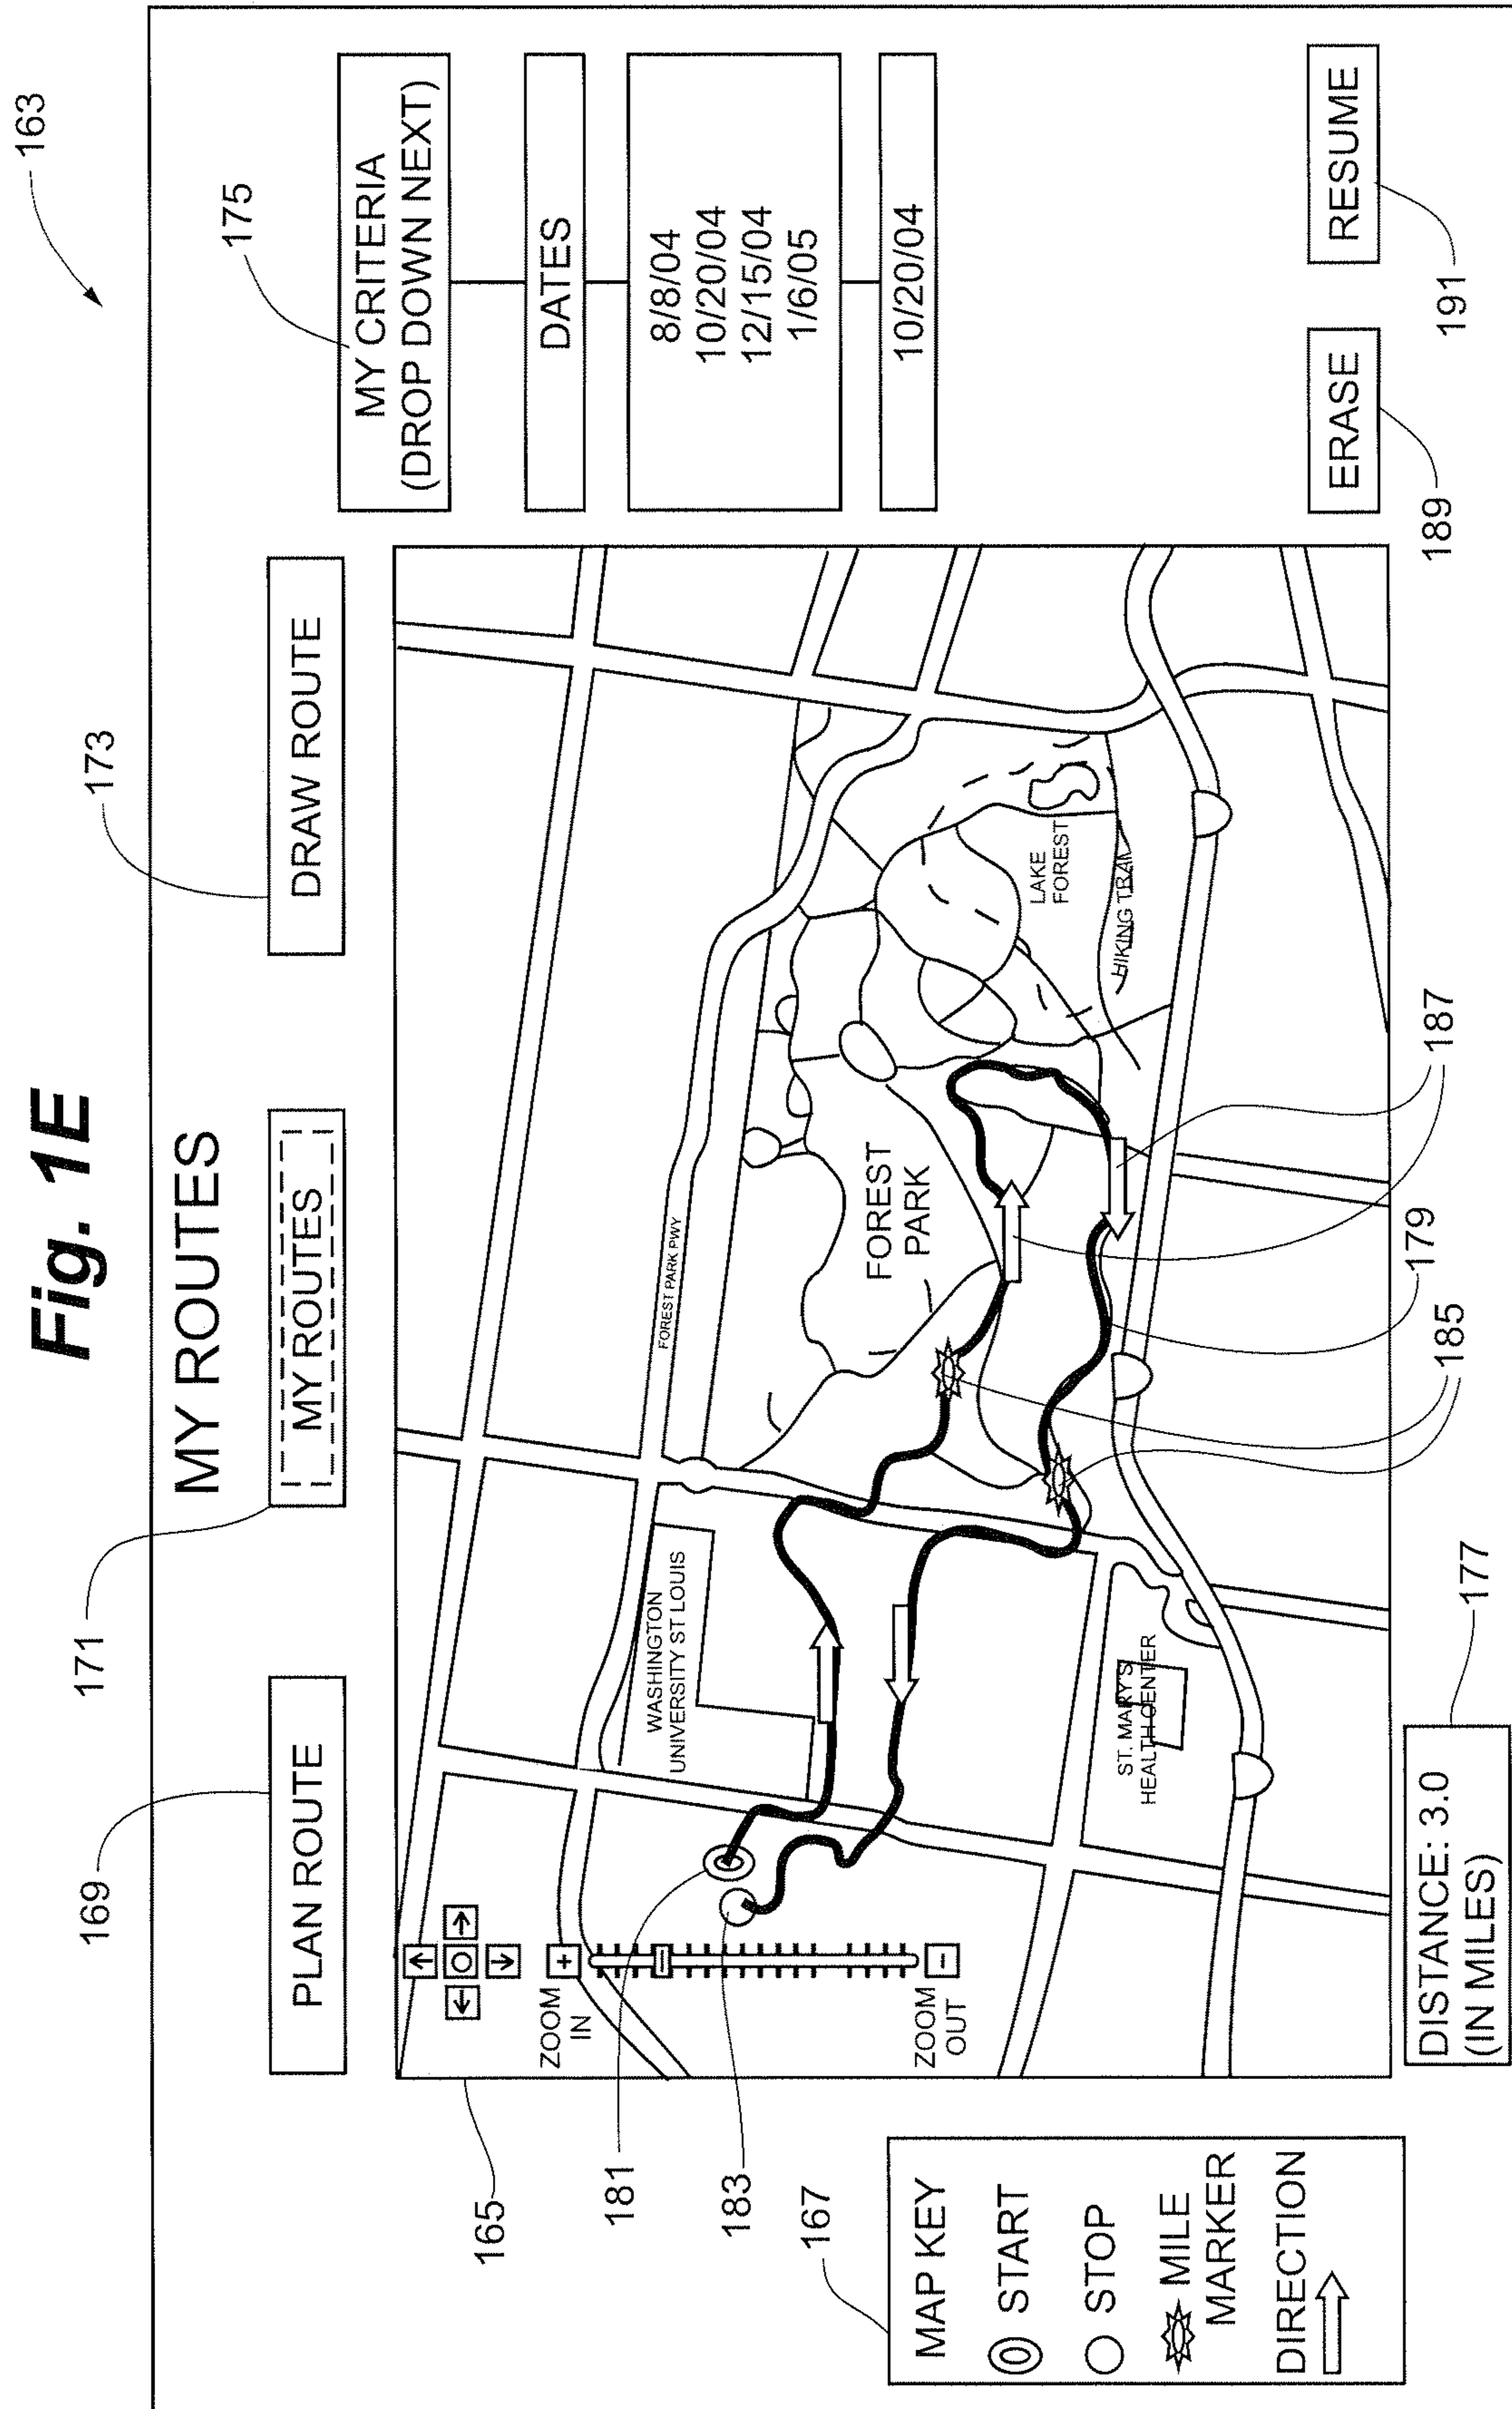 Fig. 1E
163
MY ROUTES
169
171
173
175
PLAN ROUTE
MY ROUTES
DRAW ROUTE
MY CRITERIA
(DROP DOWN NEXT)
DATES
8/8/04
10/20/04
12/15/04
1/6/05
10/20/04
165
ZOOM
IN
+
ZOOM
OUT
-
181
183
WASHINGTON
UNIVERSITY ST LOUIS
FOREST PARK PWY
FOREST
PARK
LAKE
FOREST
HIKING TRAIL
ST. MARY'S
HEALTH CENTER
167
MAP KEY
START
STOP
MILE
MARKER
DIRECTION
187
179
185
177
DISTANCE: 3.0
(IN MILES)
ERASE
RESUME
189
191